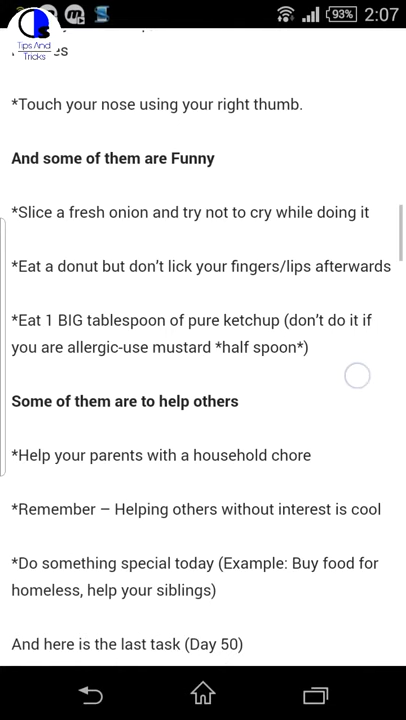 93% 2:07
Tips And
Tricks
*Touch your nose using your right thumb.
And some of them are Funny
*Slice a fresh onion and try not to cry while doing it
*Eat a donut but don’t lick your fingers/lips afterwards
*Eat 1 BIG tablespoon of pure ketchup (don’t do it if
you are allergic-use mustard *half spoon*)
Some of them are to help others
*Help your parents with a household chore
*Remember – Helping others without interest is cool
*Do something special today (Example: Buy food for
homeless, help your siblings)
And here is the last task (Day 50)